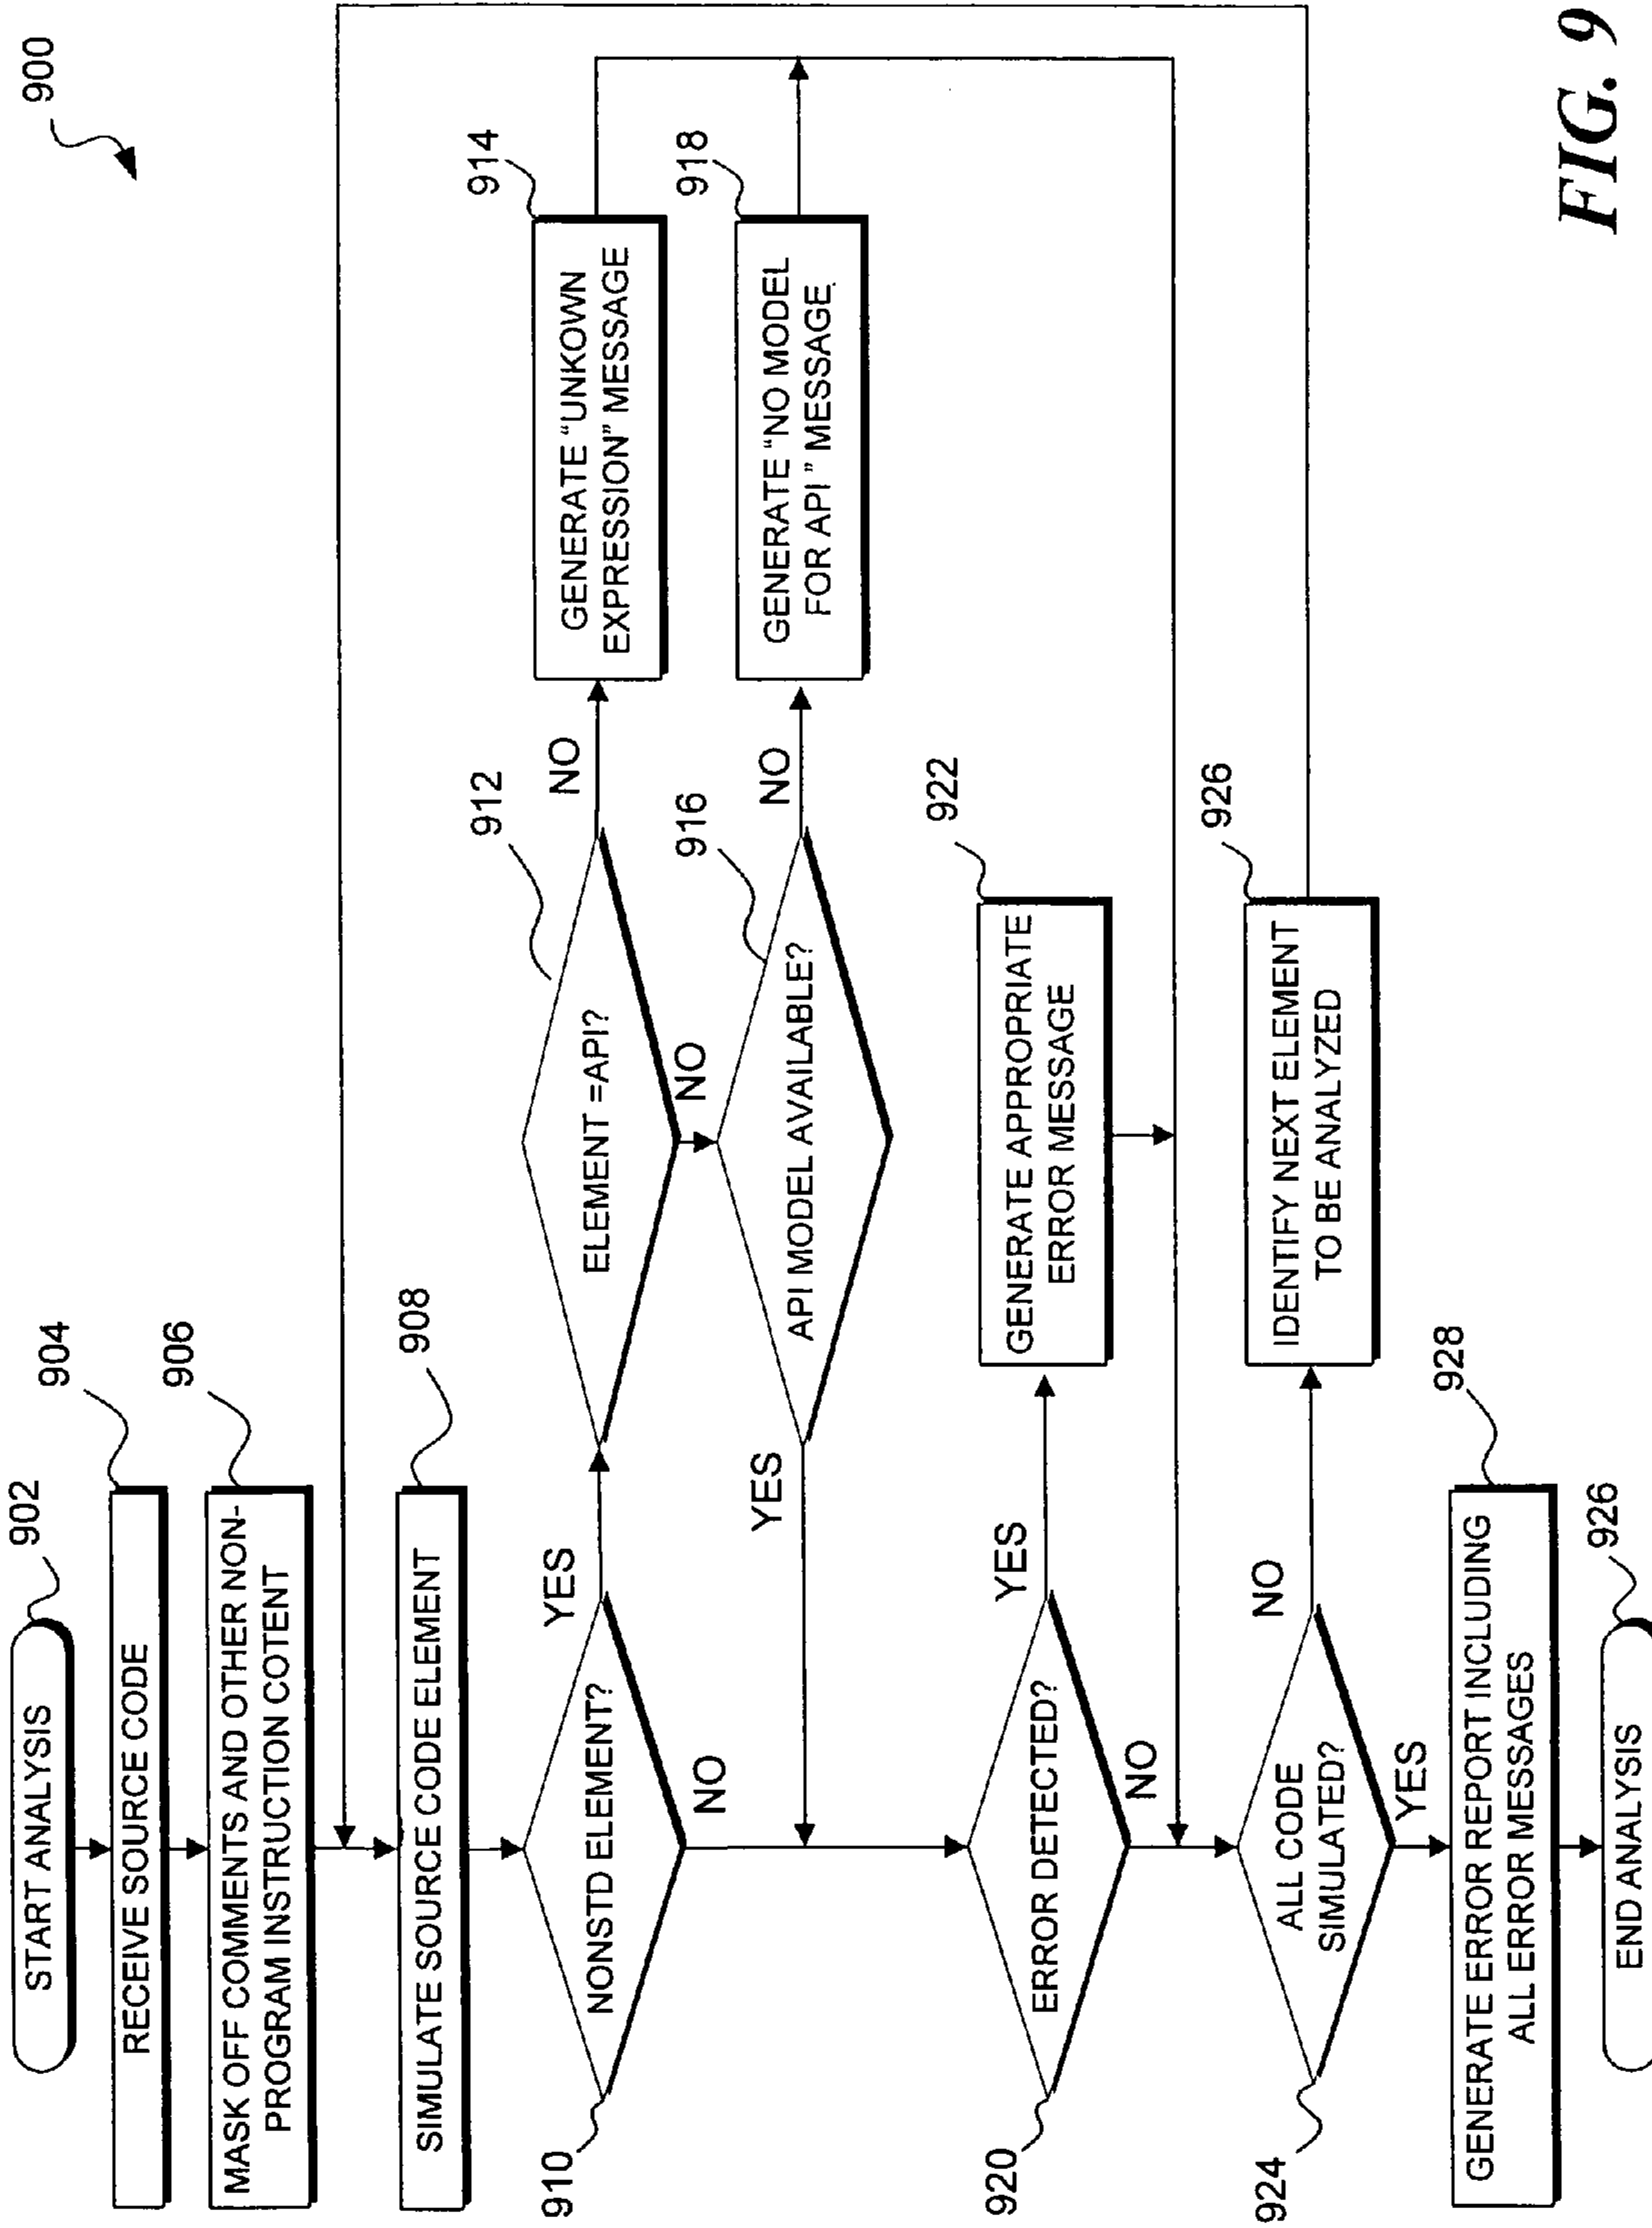 900
START ANALYSIS
902
RECEIVE SOURCE CODE
904
MASK OFF COMMENTS AND OTHER NON-
PROGRAM INSTRUCTION COTENT
906
SIMULATE SOURCE CODE ELEMENT
908
NONSTD ELEMENT?
910
YES
NO
ELEMENT =API?
912
NO
NO
GENERATE “UNKOWN
EXPRESSION” MESSAGE
914
API MODEL AVAILABLE?
916
YES
NO
GENERATE “NO MODEL
FOR API ” MESSAGE.
918
ERROR DETECTED?
920
YES
NO
GENERATE APPROPRIATE
ERROR MESSAGE
922
ALL CODE
SIMULATED?
924
NO
YES
IDENTIFY NEXT ELEMENT
TO BE ANALYZED
926
GENERATE ERROR REPORT INCLUDING
ALL ERROR MESSAGES
928
END ANALYSIS
926
FIG. 9